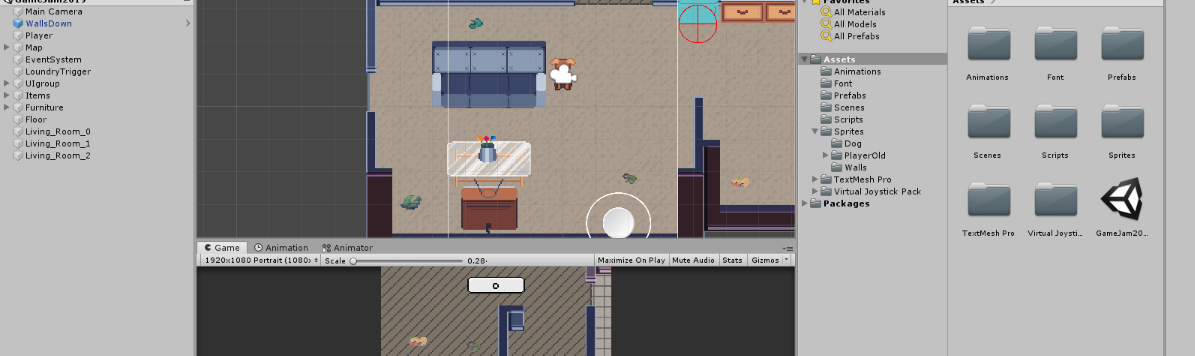 GameJam2019
Main Camera
WallsDown
Player
Map
EventSystem
LoundryTrigger
UIgroup
Items
Furniture
Floor
Living_Room_0
Living_Room_1
Living_Room_2
Game
Animation
Animator
1920x1080 Portrait (1080x
Scale
0.28
Maximize On Play
Mute Audio
Stats
Gizmos
0
Favorites
All Materials
All Models
All Prefabs
Assets
Animations
Font
Prefabs
Scenes
Scripts
Sprites
Dog
PlayerOld
Walls
TextMesh Pro
Virtual Joystick Pack
Packages
Assets
Animations
Font
Prefabs
Scenes
Scripts
Sprites
TextMesh Pro
Virtual Joysti...
GameJam20...